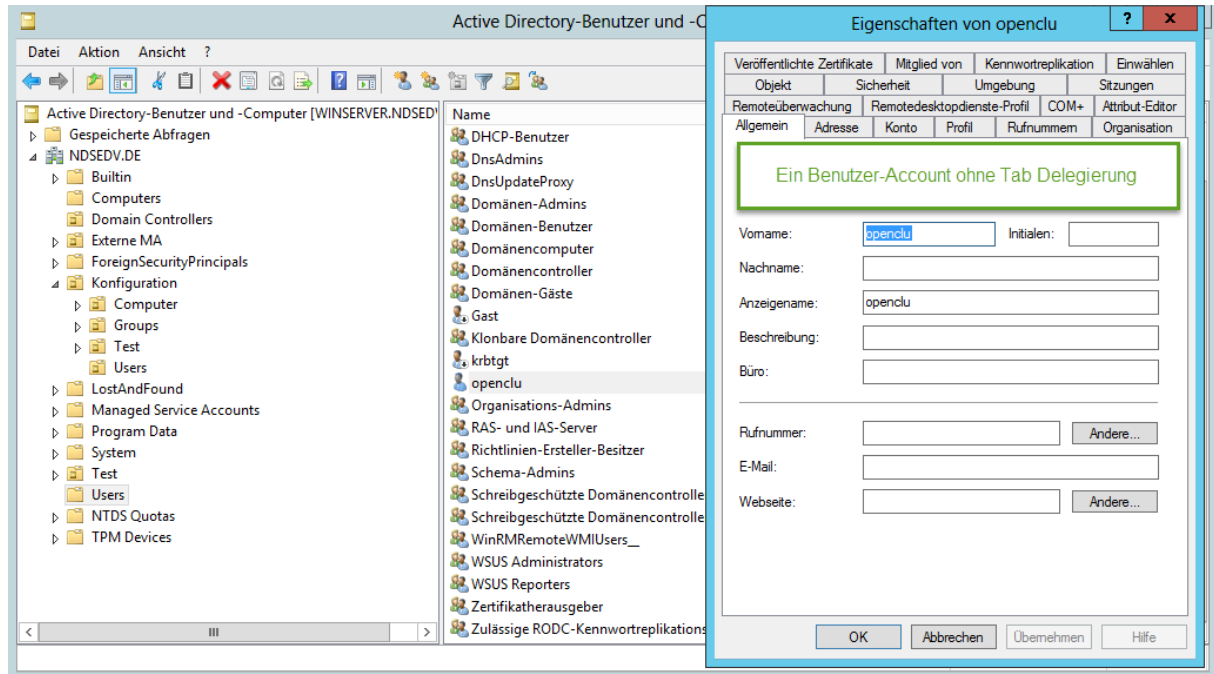 Active Directory-Benutzer und -C
Datei Aktion Ansicht ?
Active Directory-Benutzer und -Computer [WINSERVER.NDSEDV
Gespeicherte Abfragen
NDSEDV.DE
Builtin
Computers
Domain Controllers
Externe MA
ForeignSecurityPrincipals
Konfiguration
Computer
Groups
Test
Users
LostAndFound
Managed Service Accounts
Program Data
System
Test
Users
NTDS Quotas
TPM Devices
Name
DHCP-Benutzer
DnsAdmins
DnsUpdateProxy
Domänen-Admins
Domänen-Benutzer
Domänencomputer
Domänencontroller
Domänen-Gäste
Gast
Klonbare Domänencontroller
krbtgt
openclu
Organisations-Admins
RAS- und IAS-Server
Richtlinien-Ersteller-Besitzer
Schema-Admins
Schreibgeschützte Domänencontrolle
Schreibgeschützte Domänencontrolle
WinRMRemoteWMIUsers__
WSUS Administrators
WSUS Reporters
Zertifikatherausgeber
Zulässige RODC-Kennwortreplikations
Eigenschaften von openclu ? x
Veröffentlichte Zertifikate Mitglied von Kennwortreplikation Einwählen
Objekt Sicherheit Umgebung Sitzungen
Remoteüberwachung Remotedesktopdienste-Profil COM+ Attribut-Editor
Allgemein Adresse Konto Profil Rufnummern Organisation
Ein Benutzer-Account ohne Tab Delegierung
Vorname: openclu Initialen:
Nachname:
Anzeigename: openclu
Beschreibung:
Büro:
Rufnummer: Andere...
E-Mail:
Webseite: Andere...
OK Abbrechen Übernehmen Hilfe